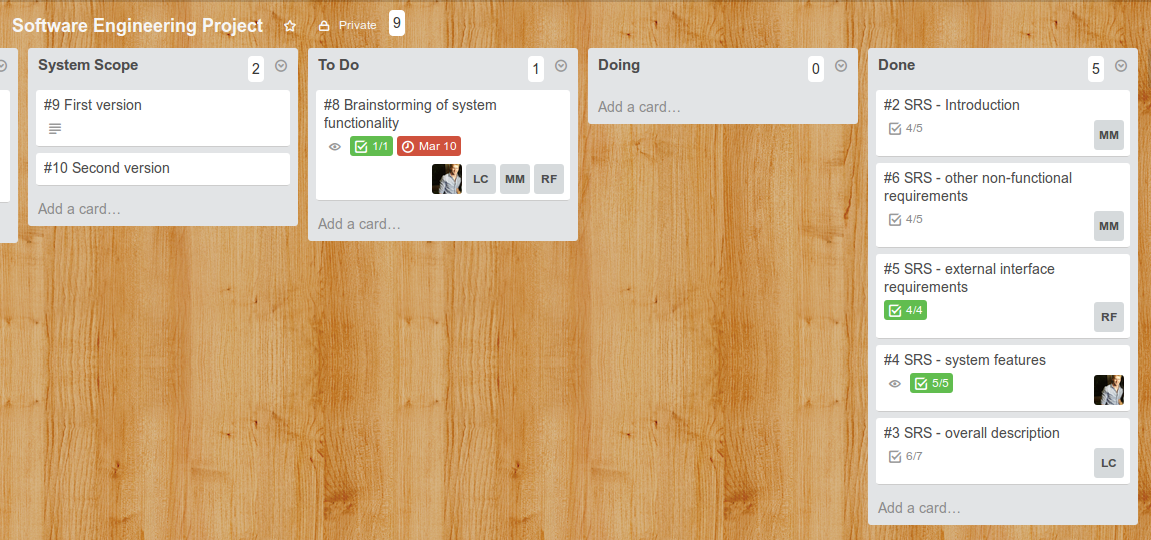 Software Engineering Project Private 9
System Scope 2
#9 First version
#10 Second version
Add a card…
To Do 1
#8 Brainstorming of system
functionality
1/1 Mar 10
LC MM RF
Add a card…
Doing 0
Add a card…
Done 5
#2 SRS - Introduction
4/5
MM
#6 SRS - other non-functional
requirements
4/5
MM
#5 SRS - external interface
requirements
4/4
RF
#4 SRS - system features
5/5
#3 SRS - overall description
6/7
LC
Add a card…